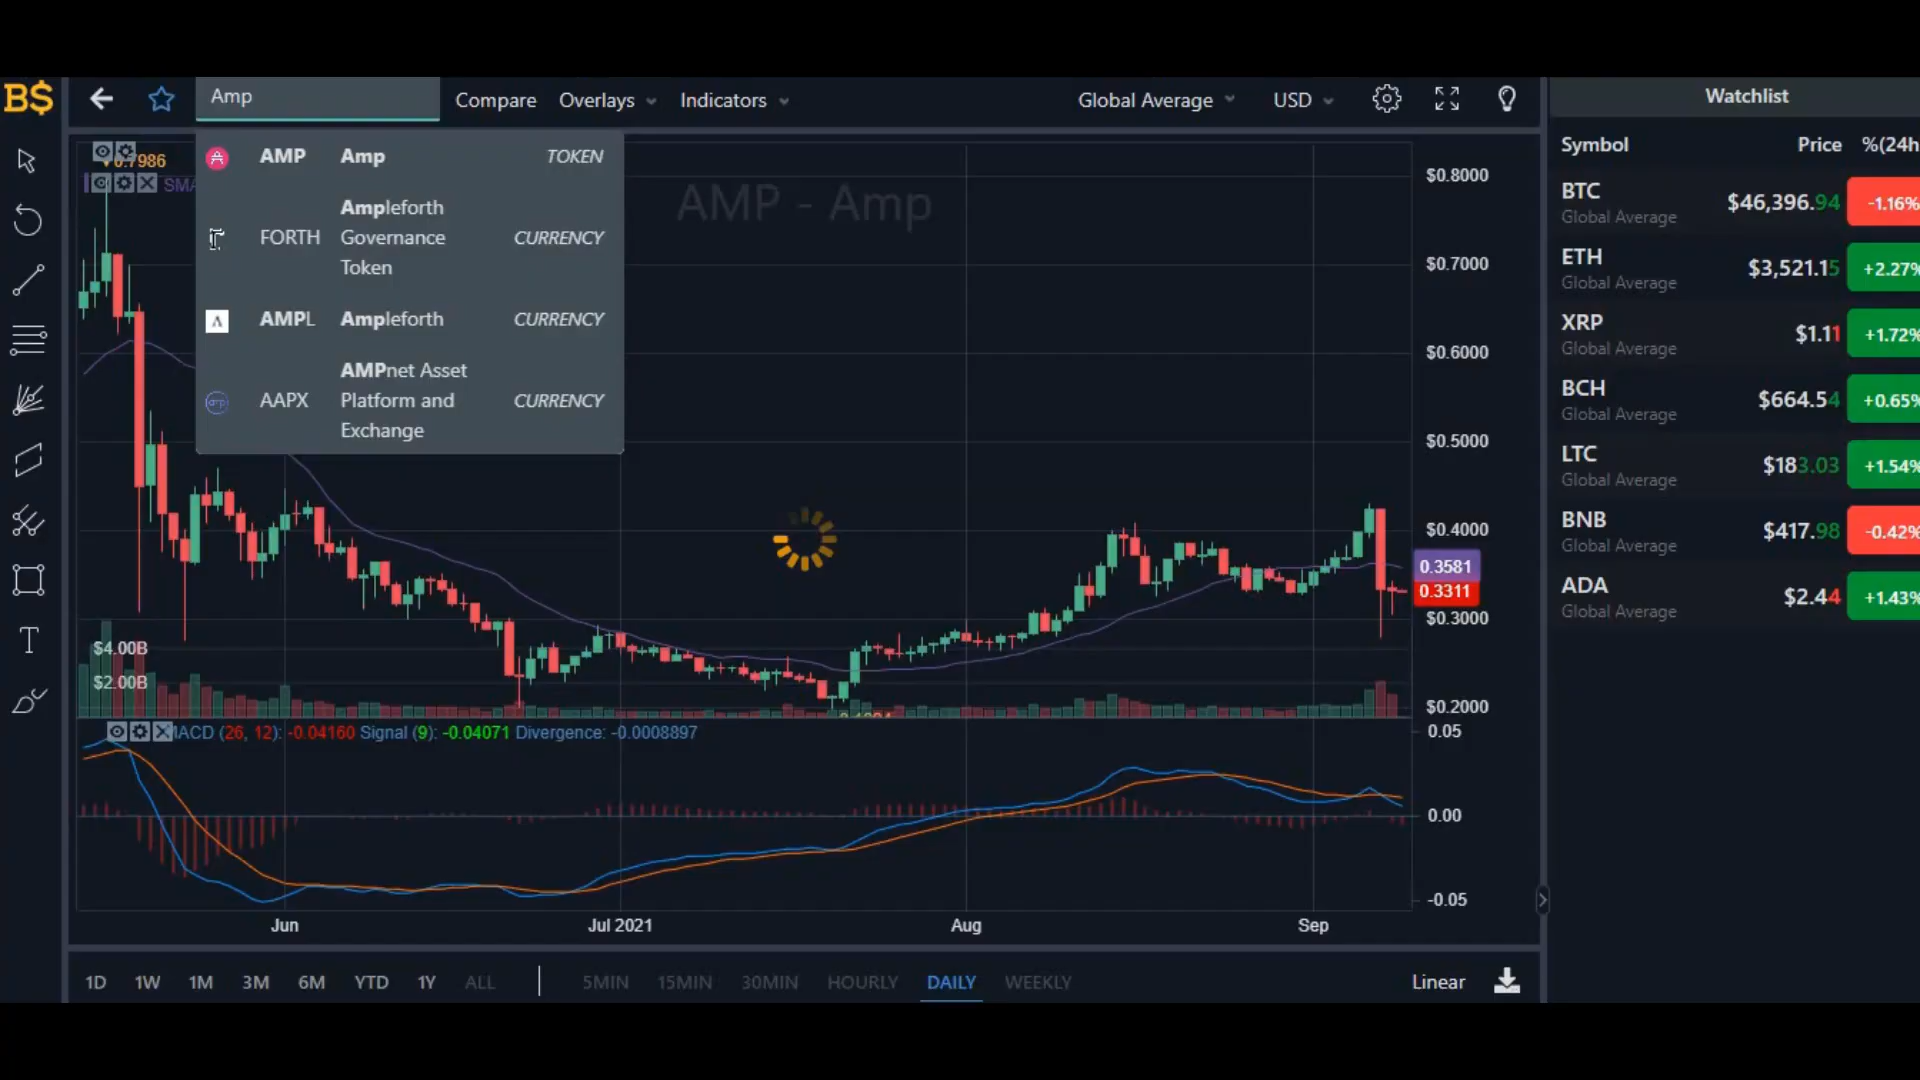 B$
Amp
Compare
Overlays
Indicators
Global Average
USD
AMP Amp TOKEN
FORTH Ampleforth Governance Token CURRENCY
AMPL Ampleforth CURRENCY
AAPX AMPnet Asset Platform and Exchange CURRENCY
0.7986
SMA
AMP - Amp
$0.8000
$0.7000
$0.6000
$0.5000
$0.4000
0.3581
0.3311
$0.3000
$0.2000
$4.00B
$2.00B
MACD (26, 12): -0.04160 Signal (9): -0.04071 Divergence: -0.0008897
0.05
0.00
-0.05
Jun
Jul 2021
Aug
Sep
1D 1W 1M 3M 6M YTD 1Y ALL
5MIN 15MIN 30MIN HOURLY DAILY WEEKLY
Linear
Watchlist
Symbol Price %(24h
BTC $46,396.94 -1.16%
Global Average
ETH $3,521.15 +2.27%
Global Average
XRP $1.11 +1.72%
Global Average
BCH $664.54 +0.65%
Global Average
LTC $183.03 +1.54%
Global Average
BNB $417.98 -0.42%
Global Average
ADA $2.44 +1.43%
Global Average
T